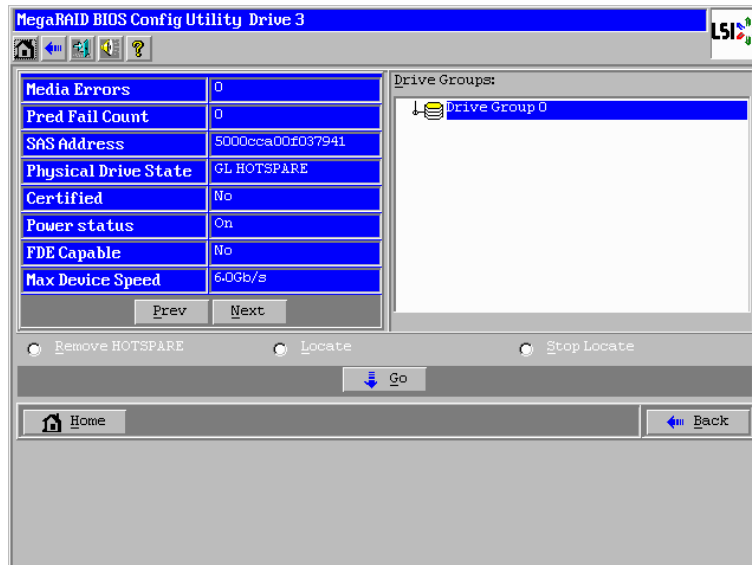 MegaRAID BIOS Config Utility Drive 3
LSI
Media Errors 0
Pred Fail Count 0
SAS Address 5000cca00f037941
Physical Drive State GL HOTSPARE
Certified No
Power status On
FDE Capable No
Max Device Speed 6.0Gb/s
Prev Next
Drive Groups:
Drive Group 0
Remove HOTSPARE Locate Stop Locate
Go
Home Back